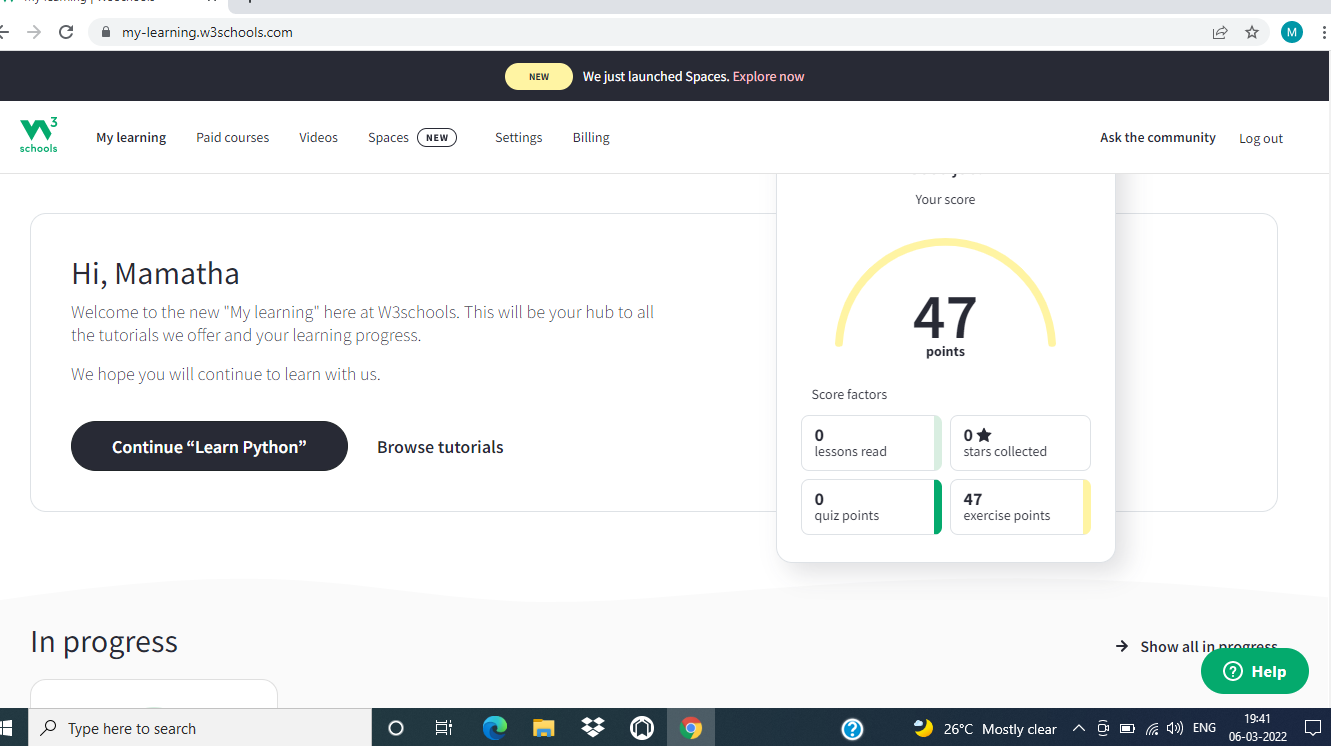 my-learning.w3schools.com
M
NEW We just launched Spaces. Explore now
3
schools
My learning Paid courses Videos Spaces NEW Settings Billing Ask the community Log out
Your score
47
points
Hi, Mamatha
Welcome to the new "My learning" here at W3schools. This will be your hub to all
the tutorials we offer and your learning progress.
We hope you will continue to learn with us.
Continue “Learn Python” Browse tutorials
Score factors
0
lessons read
0
stars collected
0
quiz points
47
exercise points
In progress
Show all in progress
Help
Type here to search
26°C Mostly clear
ENG
19:41
06-03-2022